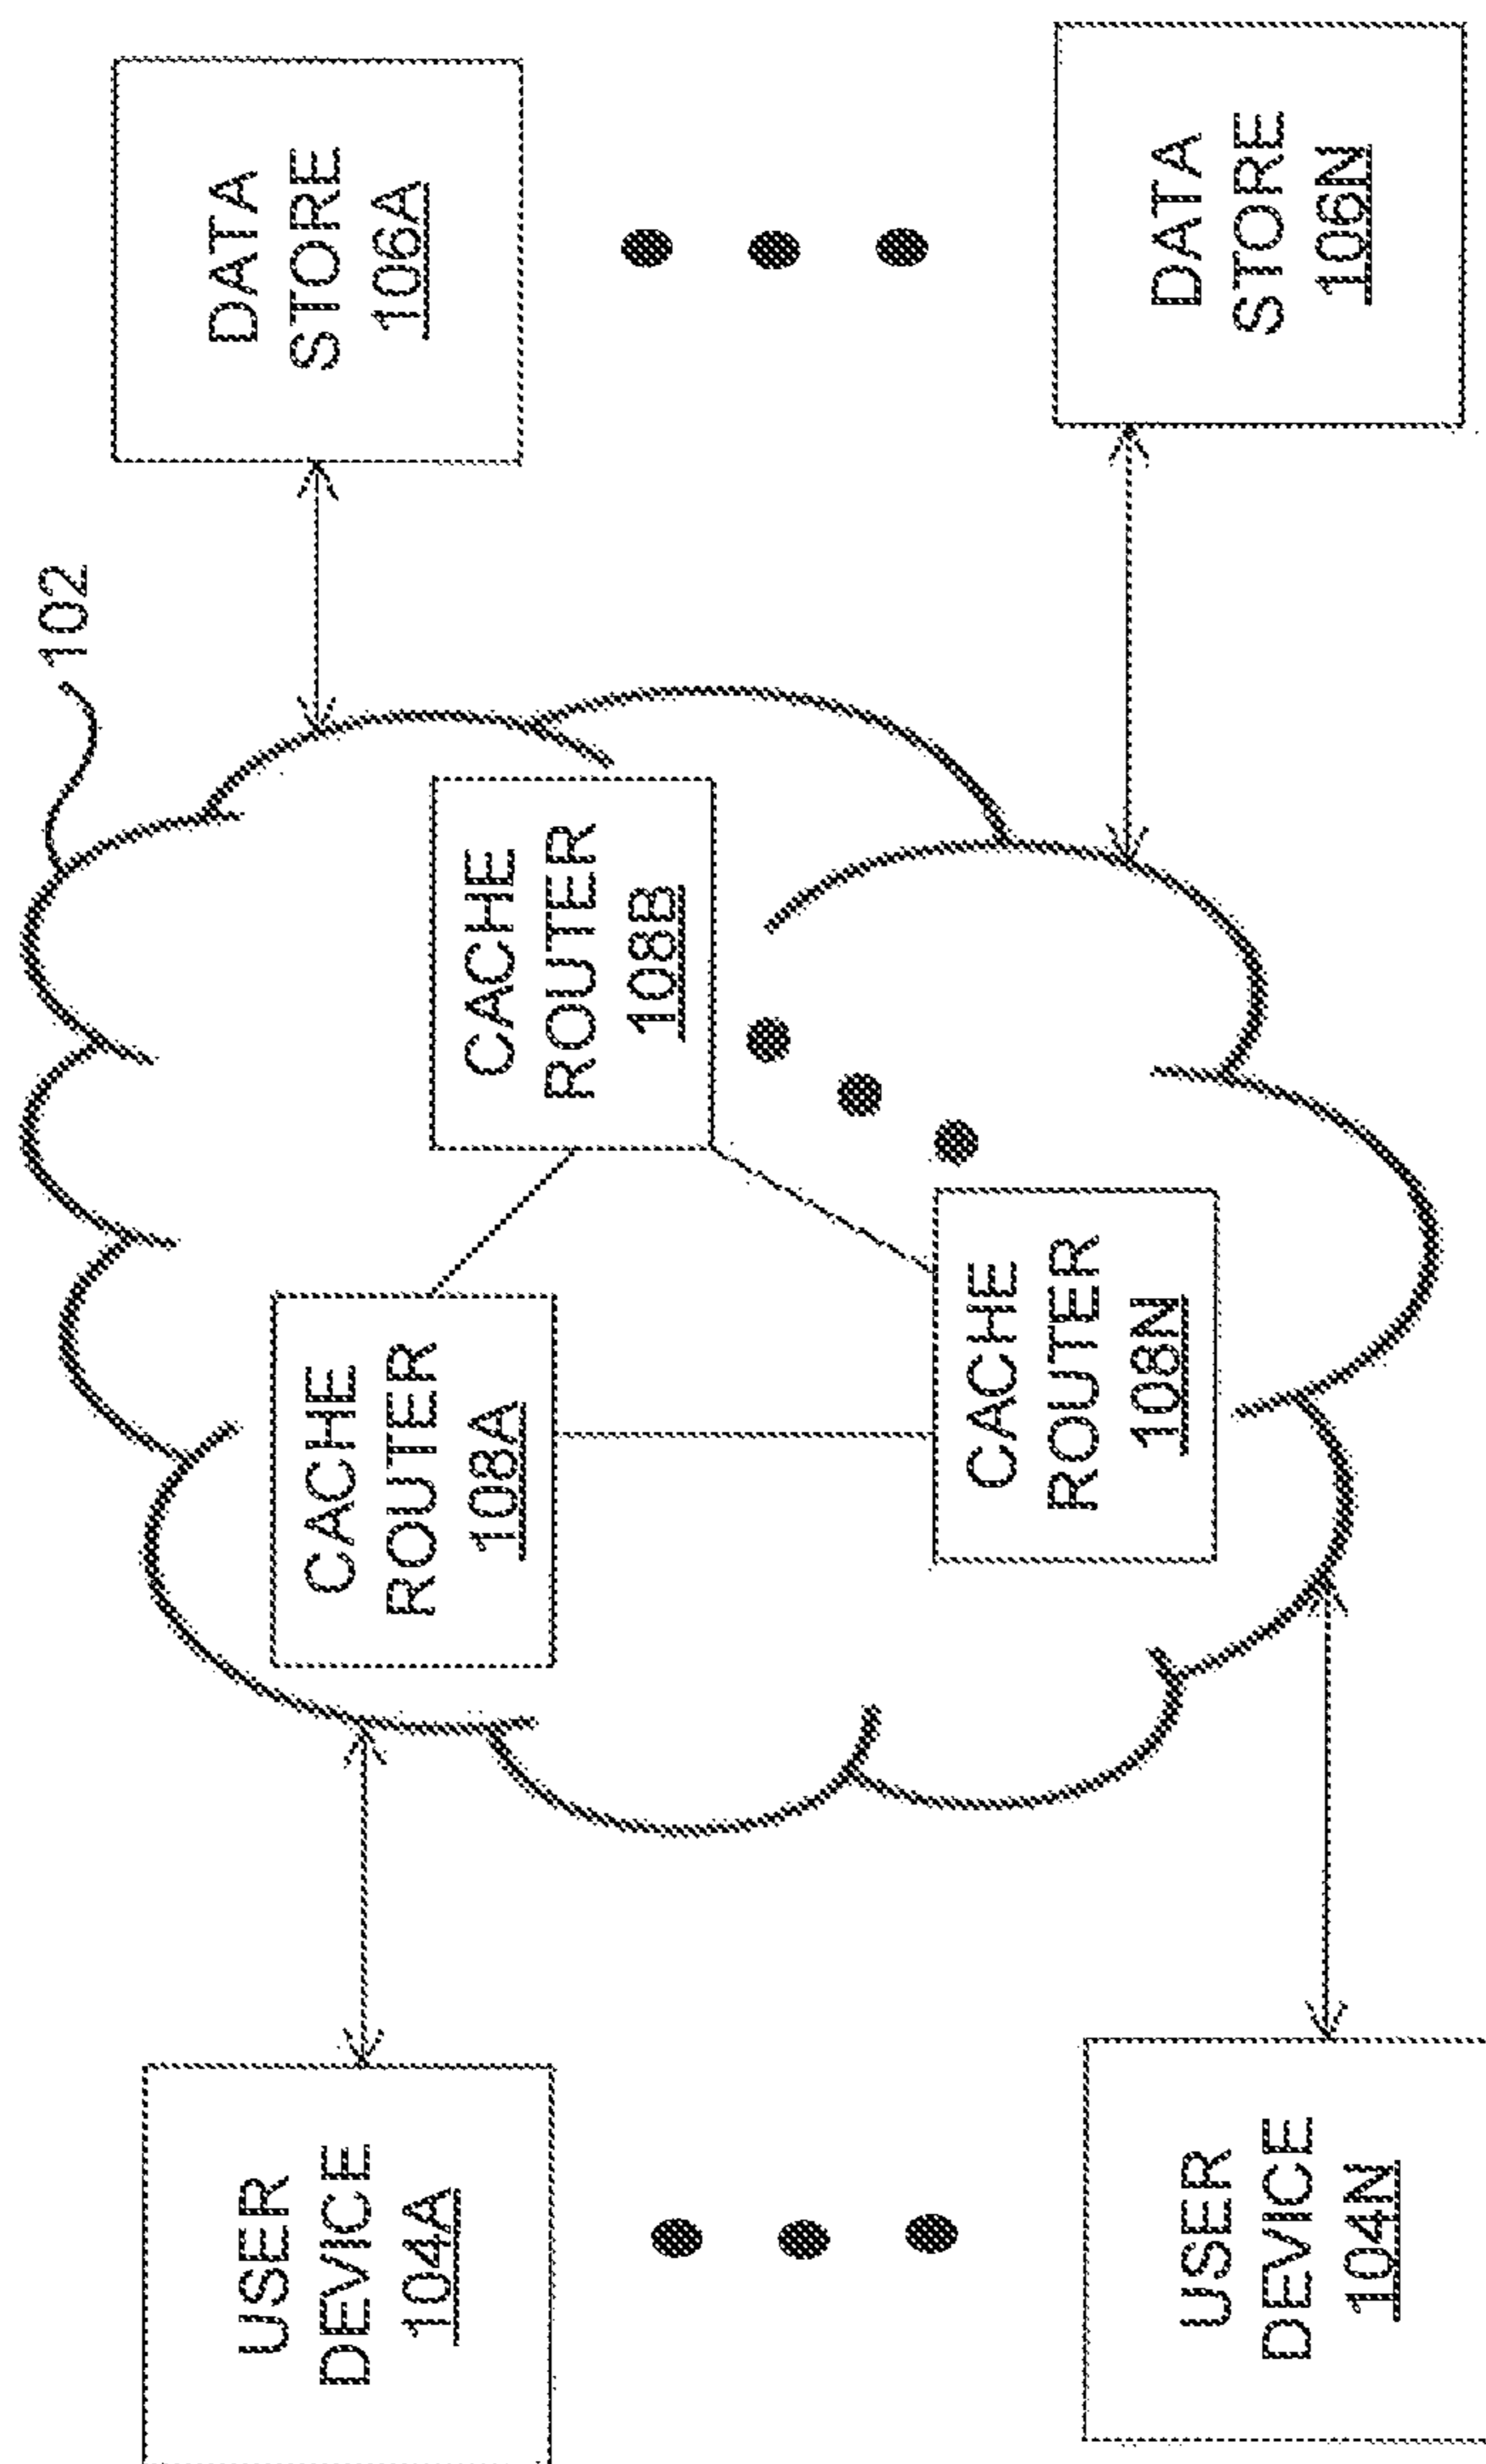 102
USER
DEVICE
104A
USER
DEVICE
104N
CACHE
ROUTER
108A
CACHE
ROUTER
108B
CACHE
ROUTER
108N
DATA
STORE
106A
DATA
STORE
106N